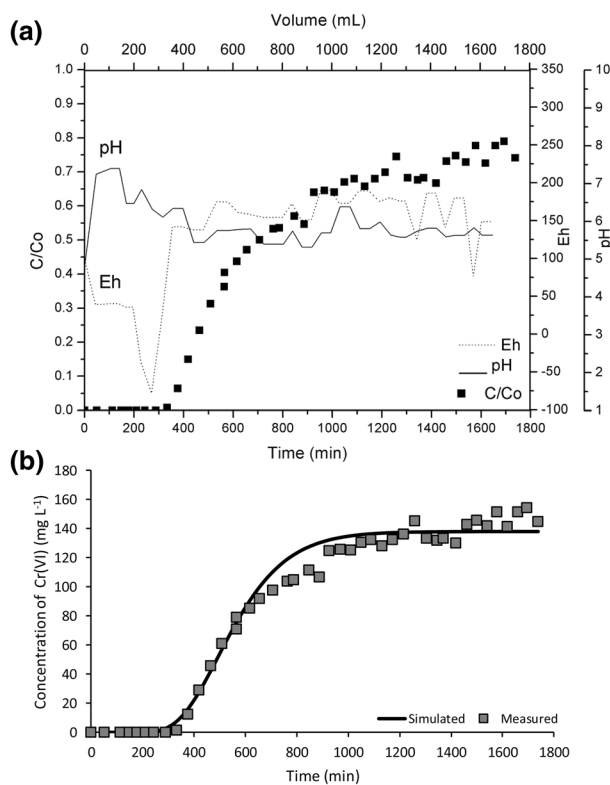 (a)
Volume (mL)
0 200 400 600 800 1000 1200 1400 1600 1800
1.0 350 10
0.9 300 9
0.8 250 8
0.7 200 7
0.6 150 6
0.5 100 5
0.4 50 4
0.3 0 3
0.2 -50 2
0.1 -100 1
0.0
C/Co
Eh
pH
pH
Eh
Eh
pH
C/Co
0 200 400 600 800 1000 1200 1400 1600 1800
Time (min)
(b)
180
160
140
120
100
80
60
40
20
0
Concentration of Cr(VI) (mg L-1)
Simulated Measured
0 200 400 600 800 1000 1200 1400 1600 1800
Time (min)